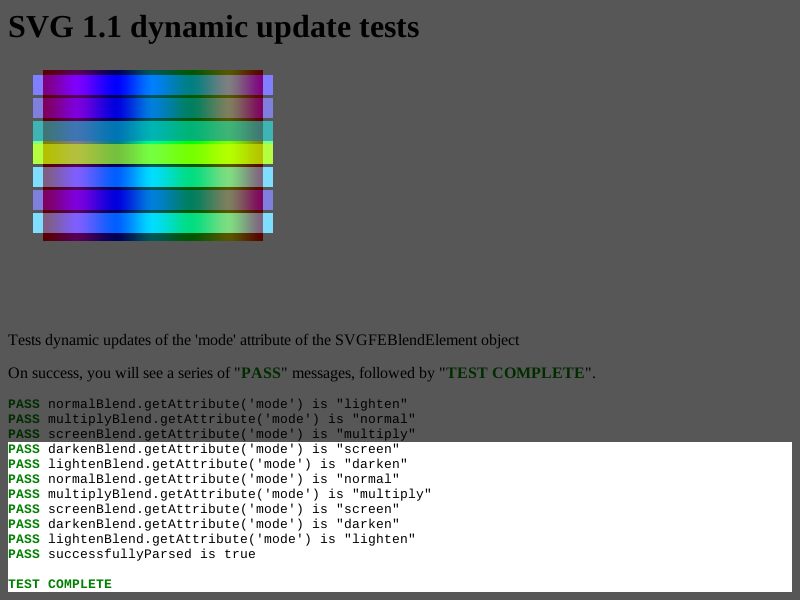 SVG 1.1 dynamic update tests
Tests dynamic updates of the 'mode' attribute of the SVGFEBlendElement object
On success, you will see a series of "PASS" messages, followed by "TEST COMPLETE".
PASS normalBlend.getAttribute('mode') is "lighten"
PASS multiplyBlend.getAttribute('mode') is "normal"
PASS screenBlend.getAttribute('mode') is "multiply"
PASS darkenBlend.getAttribute('mode') is "screen"
PASS lightenBlend.getAttribute('mode') is "darken"
PASS normalBlend.getAttribute('mode') is "normal"
PASS multiplyBlend.getAttribute('mode') is "multiply"
PASS screenBlend.getAttribute('mode') is "screen"
PASS darkenBlend.getAttribute('mode') is "darken"
PASS lightenBlend.getAttribute('mode') is "lighten"
PASS successfullyParsed is true
TEST COMPLETE